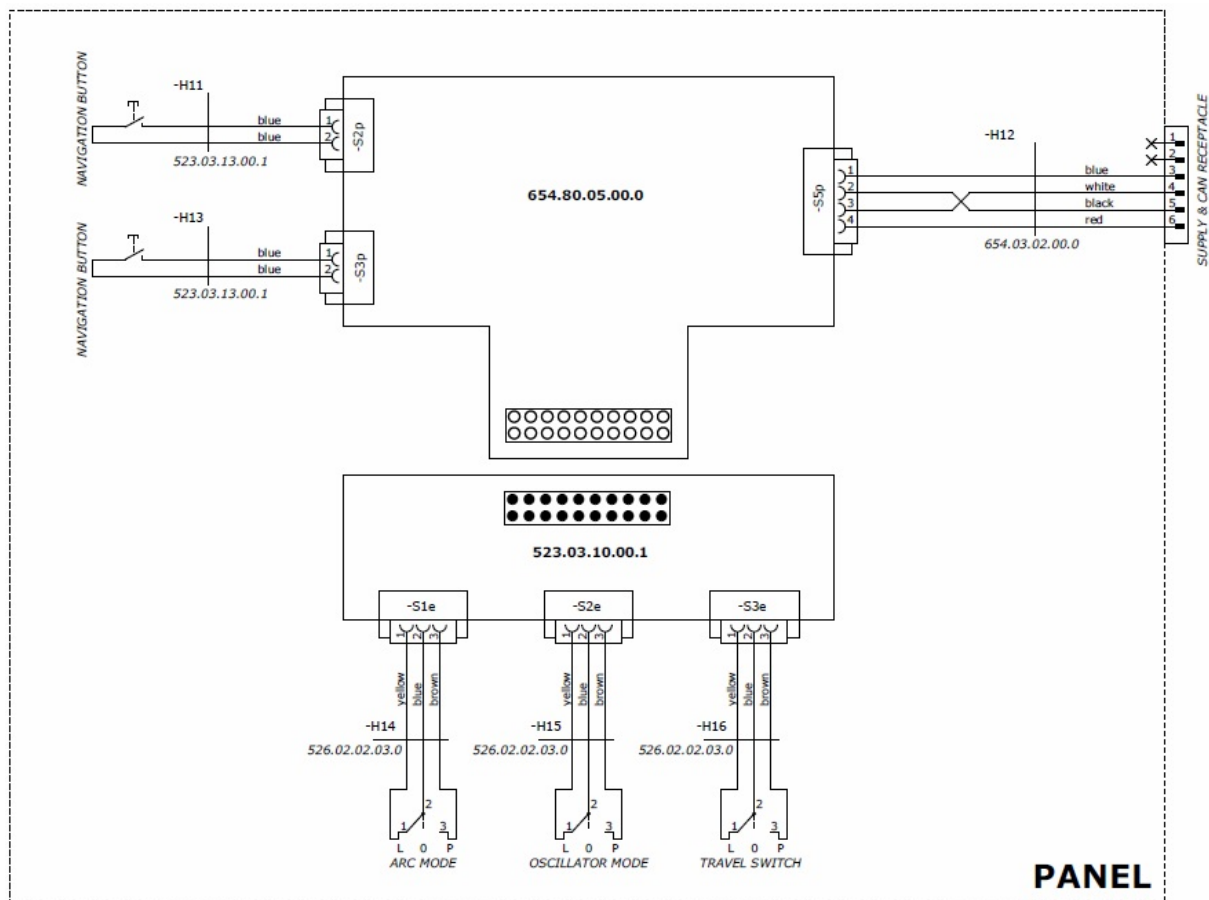 NAVIGATION BUTTON
-H11
blue
blue
523.03.13.00.1
1
2
-S2p
NAVIGATION BUTTON
-H13
blue
blue
523.03.13.00.1
1
2
-S3p
654.80.05.00.0
-S5p
1
2
3
4
-H12
blue
white
black
red
654.03.02.00.0
1
2
3
4
5
6
SUPPLY & CAN RECEPTACLE
523.03.10.00.1
-S1e
1 2 3
yellow
blue
brown
-H14
526.02.02.03.0
2
1 3
L 0 P
ARC MODE
-S2e
1 2 3
yellow
blue
brown
-H15
526.02.02.03.0
2
1 3
L 0 P
OSCILLATOR MODE
-S3e
1 2 3
yellow
blue
brown
-H16
526.02.02.03.0
2
1 3
L 0 P
TRAVEL SWITCH
PANEL